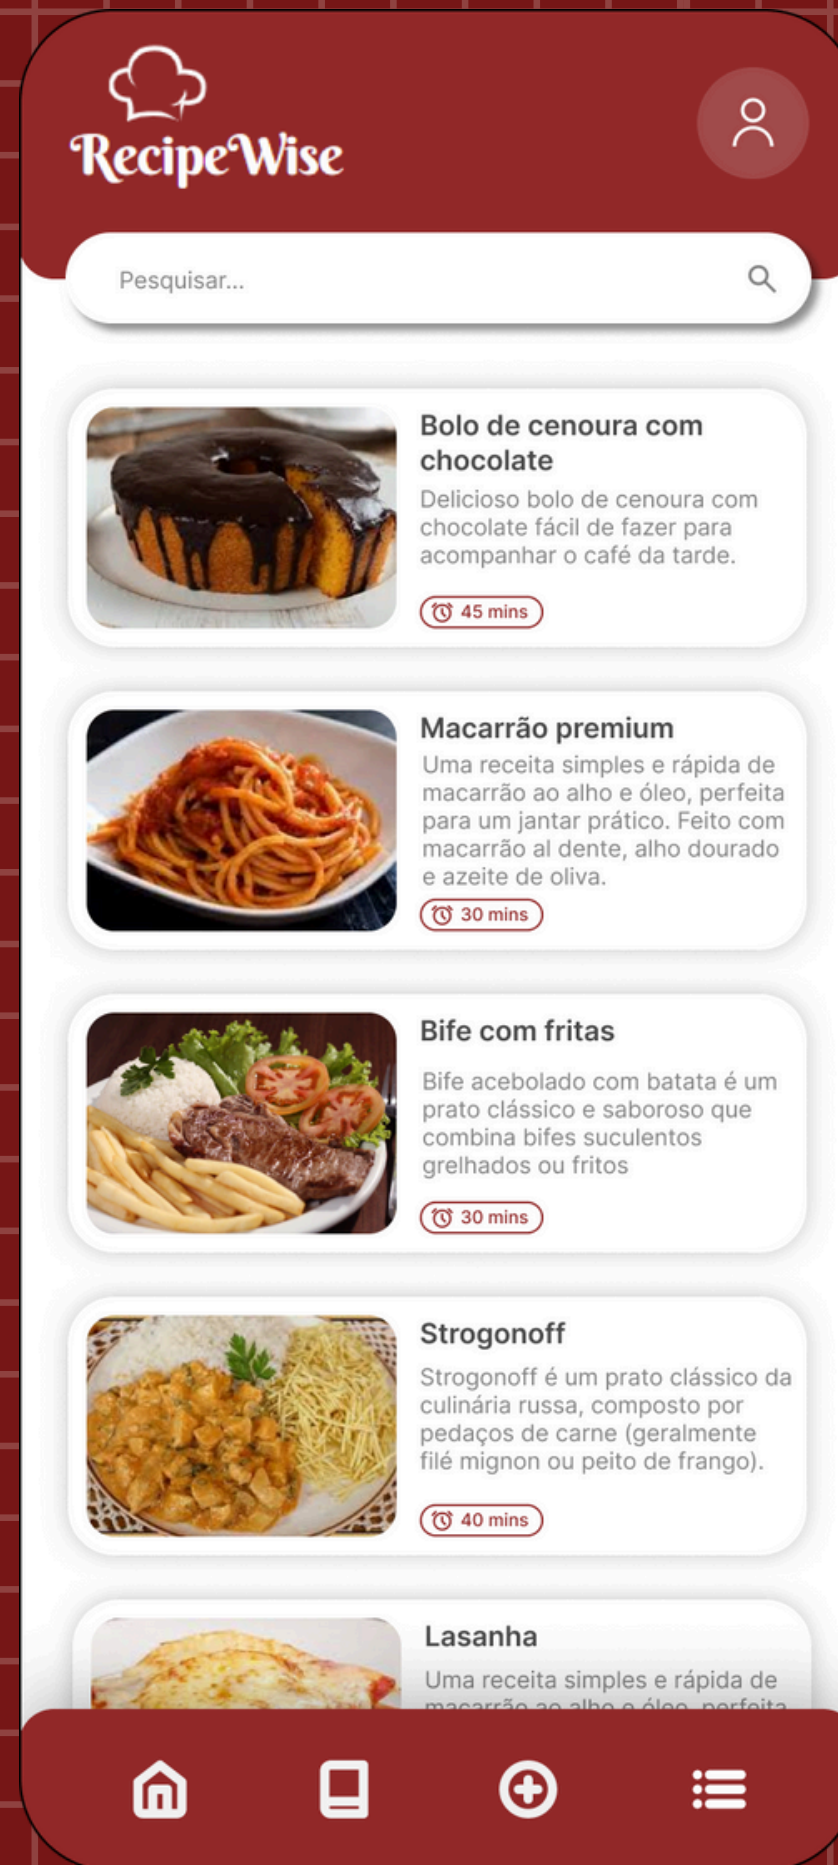 RecipeWise
Pesquisar...
Bolo de cenoura com
chocolate
Delicioso bolo de cenoura com
chocolate fácil de fazer para
acompanhar o café da tarde.
45 mins
Macarrão premium
Uma receita simples e rápida de
macarrão ao alho e óleo, perfeita
para um jantar prático. Feito com
macarrão al dente, alho dourado
e azeite de oliva.
30 mins
Bife com fritas
Bife acebolado com batata é um
prato clássico e saboroso que
combina bifes suculentos
grelhados ou fritos
30 mins
Strogonoff
Strogonoff é um prato clássico da
culinária russa, composto por
pedaços de carne (geralmente
filé mignon ou peito de frango).
40 mins
Lasanha
Uma receita simples e rápida de
macarrão ao alho e óleo, perfeita